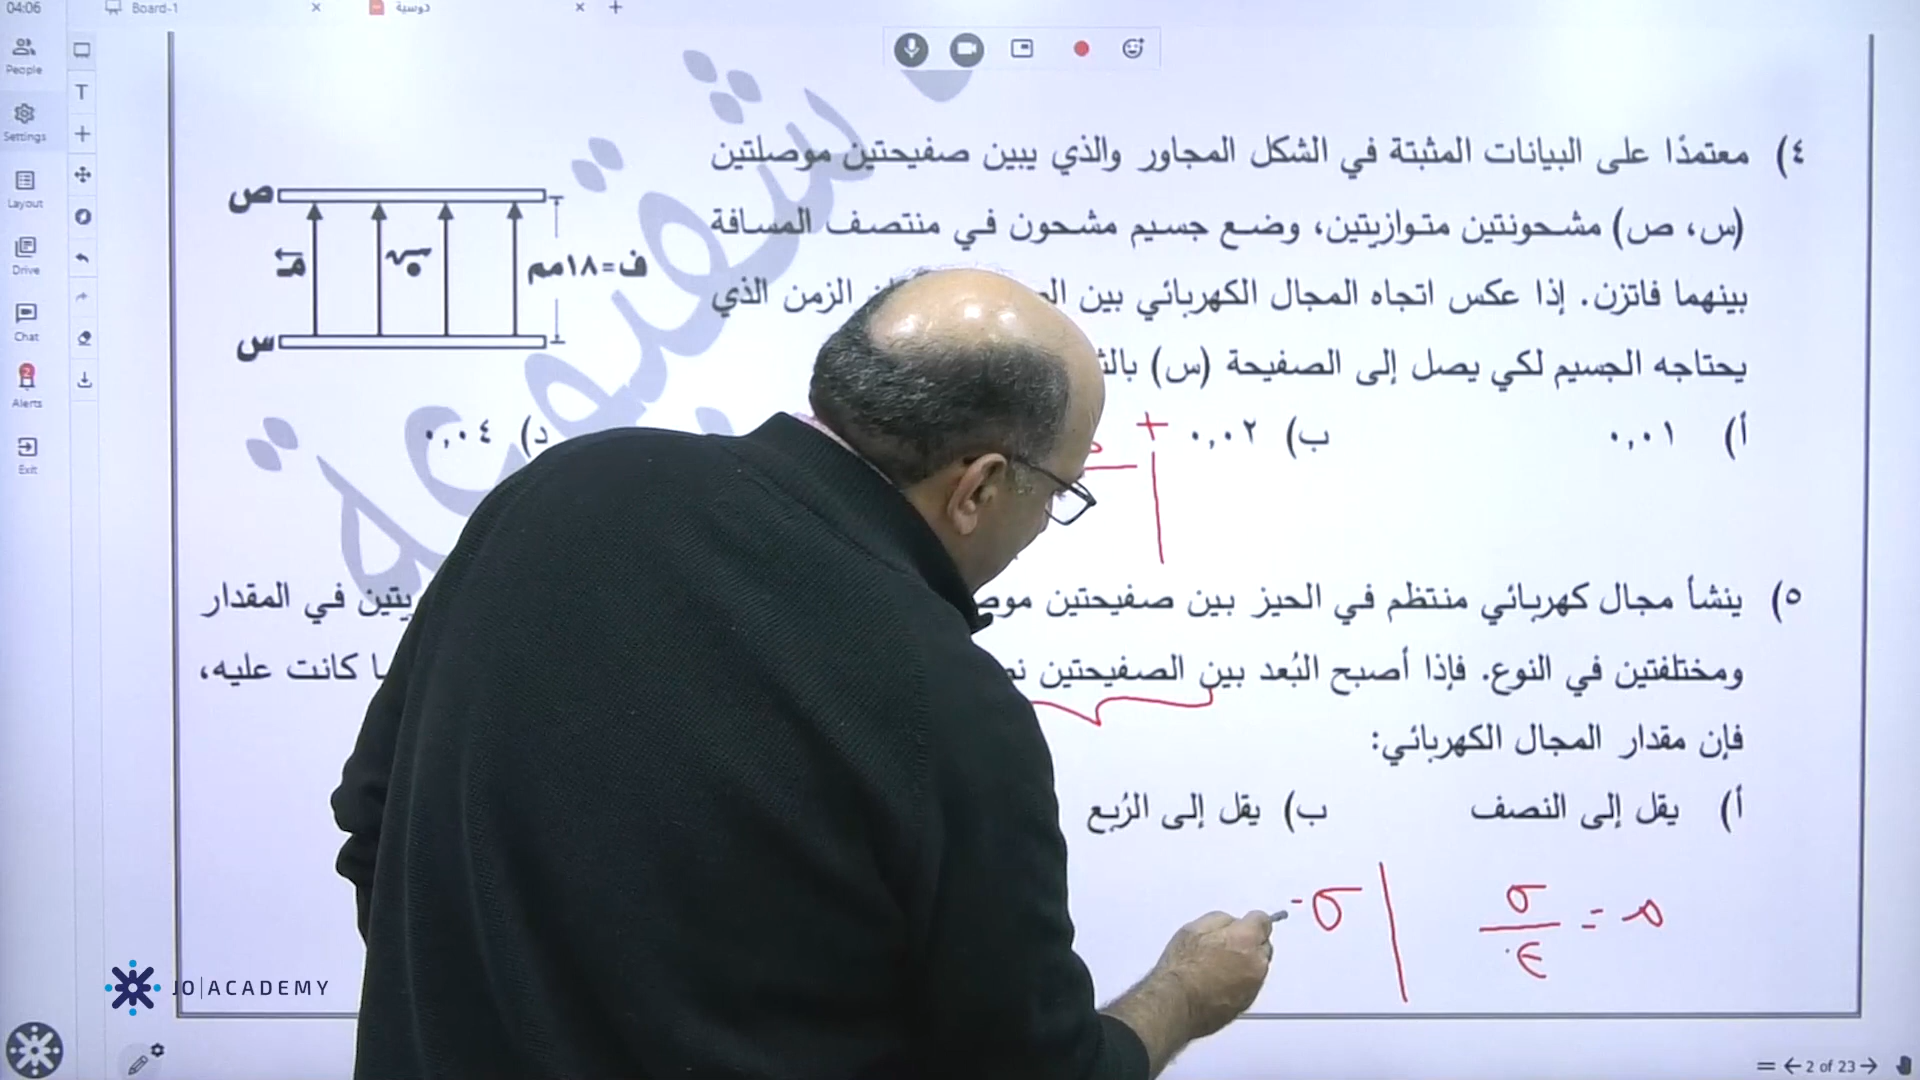 04:06
Board-1
دوسية
People
Settings
Layout
Drive
Chat
2
Alerts
Exit
T
٤) معتمدًا على البيانات المثبتة في الشكل المجاور والذي يبين صفيحتين موصلتين
(س، ص) مشحونتين متوازيتين، وضع جسيم مشحون في منتصف المسافة
بينهما فاتزن. إذا عكس اتجاه المجال الكهربائي بين الزمن الذي
يحتاجه الجسيم لكي يصل إلى الصفيحة (س)
أ) ٠,٠١
ب) ٠,٠٢
د) ٠,٠٤
ص
ف=١٨مم
س
+
٥) ينشأ مجال كهربائي منتظم في الحيز بين صفيحتين في المقدار
ومختلفتين في النوع. فإذا أصبح البُعد بين الصفيحتين كانت عليه،
فإن مقدار المجال الكهربائي:
أ) يقل إلى النصف
ب) يقل إلى الرُبع
شقبوعة
JO|ACADEMY
2 of 23